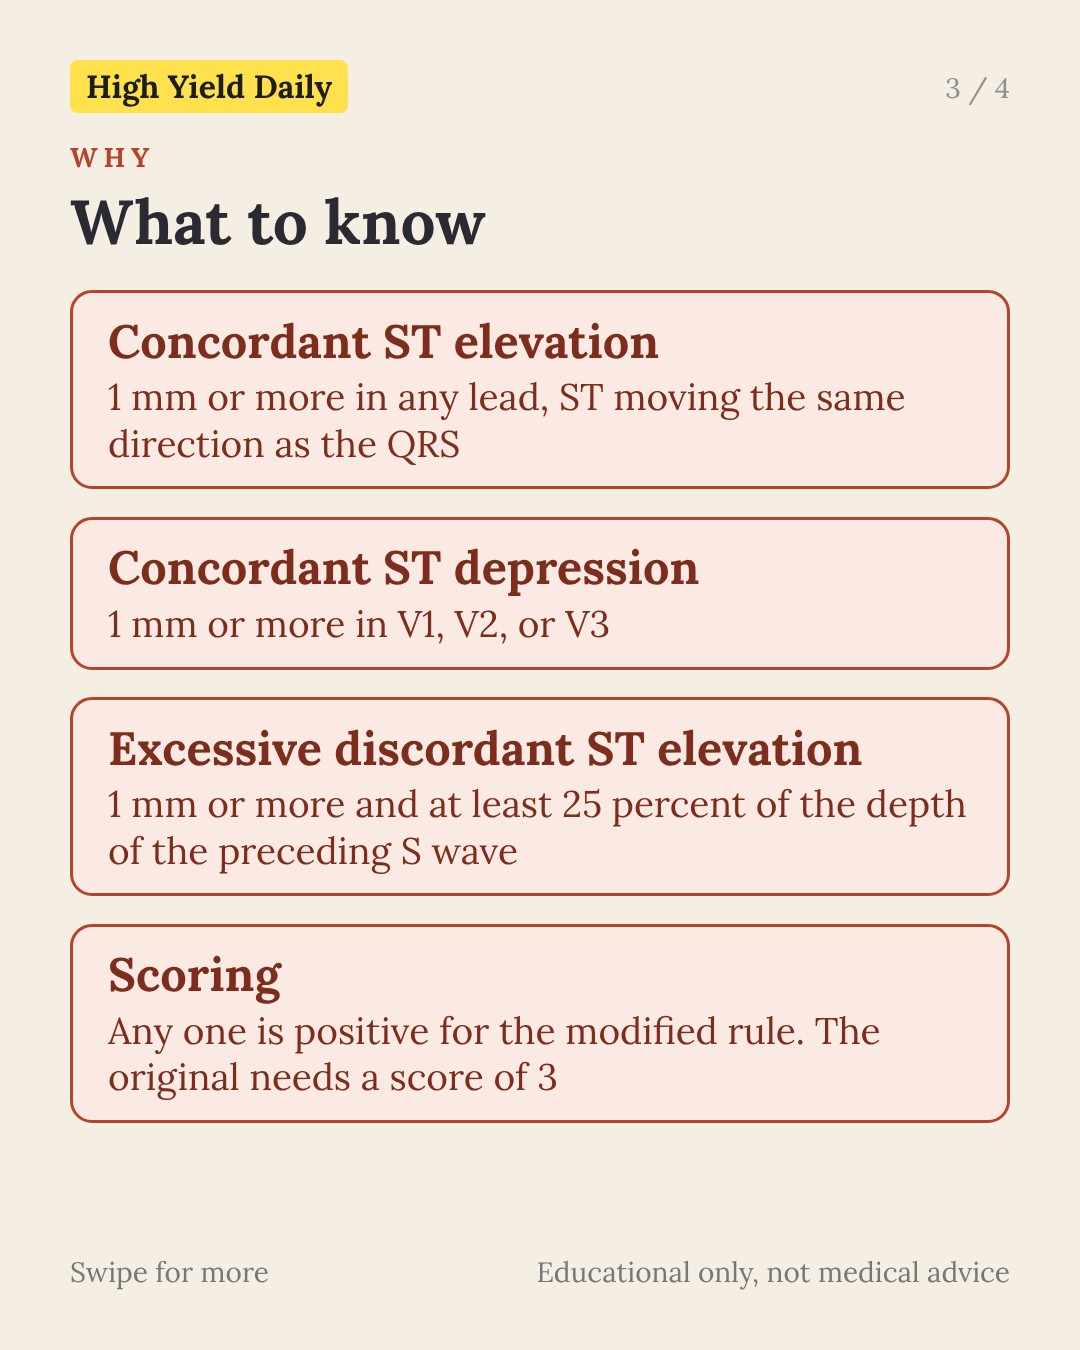 High Yield Daily
3 / 4
WHY
What to know
Concordant ST elevation
1 mm or more in any lead, ST moving the same
direction as the QRS
Concordant ST depression
1 mm or more in V1, V2, or V3
Excessive discordant ST elevation
1 mm or more and at least 25 percent of the depth
of the preceding S wave
Scoring
Any one is positive for the modified rule. The
original needs a score of 3
Swipe for more
Educational only, not medical advice